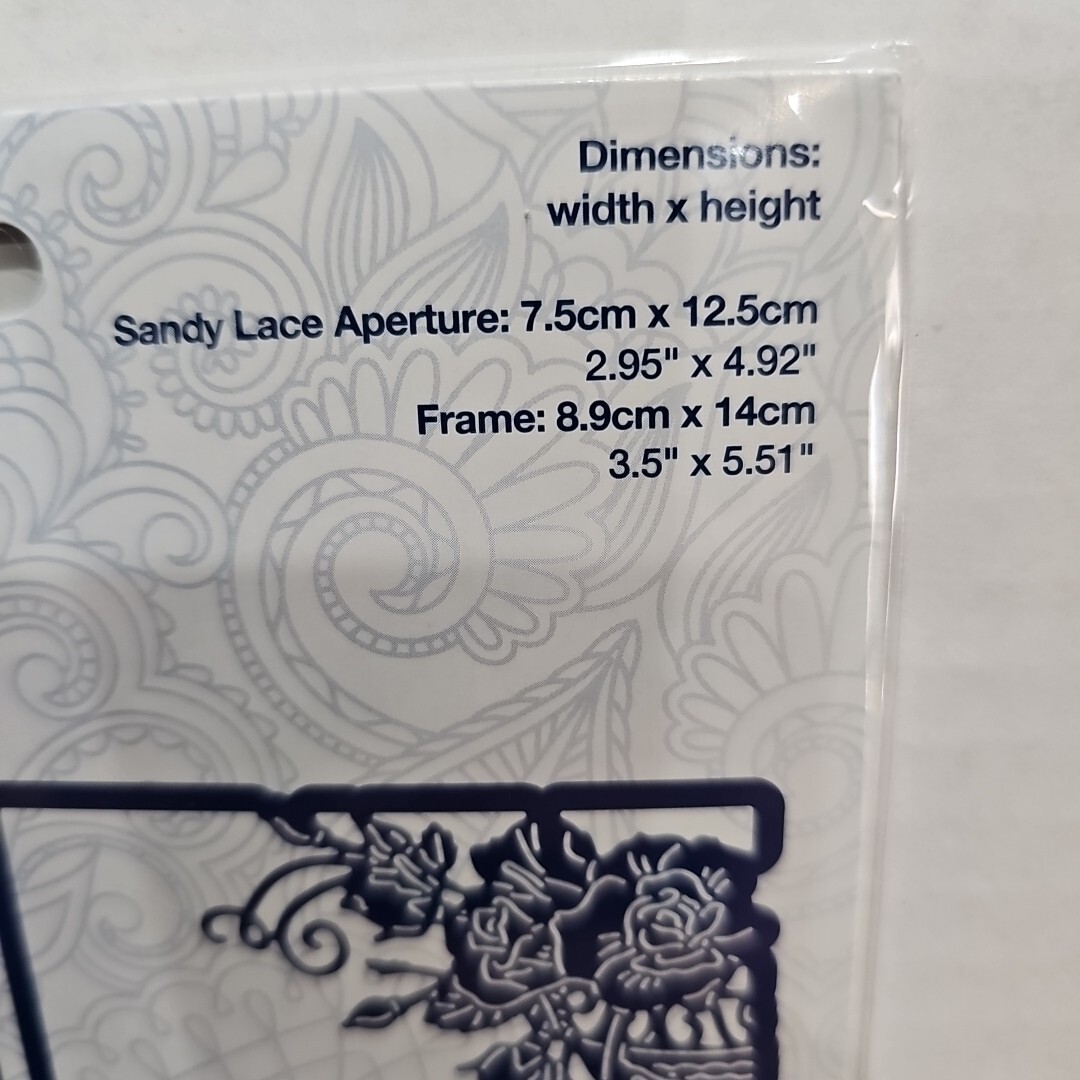 Dimensions:
width x height
Sandy Lace Aperture: 7.5cm x 12.5cm
2.95" x 4.92"
Frame: 8.9cm x 14cm
3.5" x 5.51"